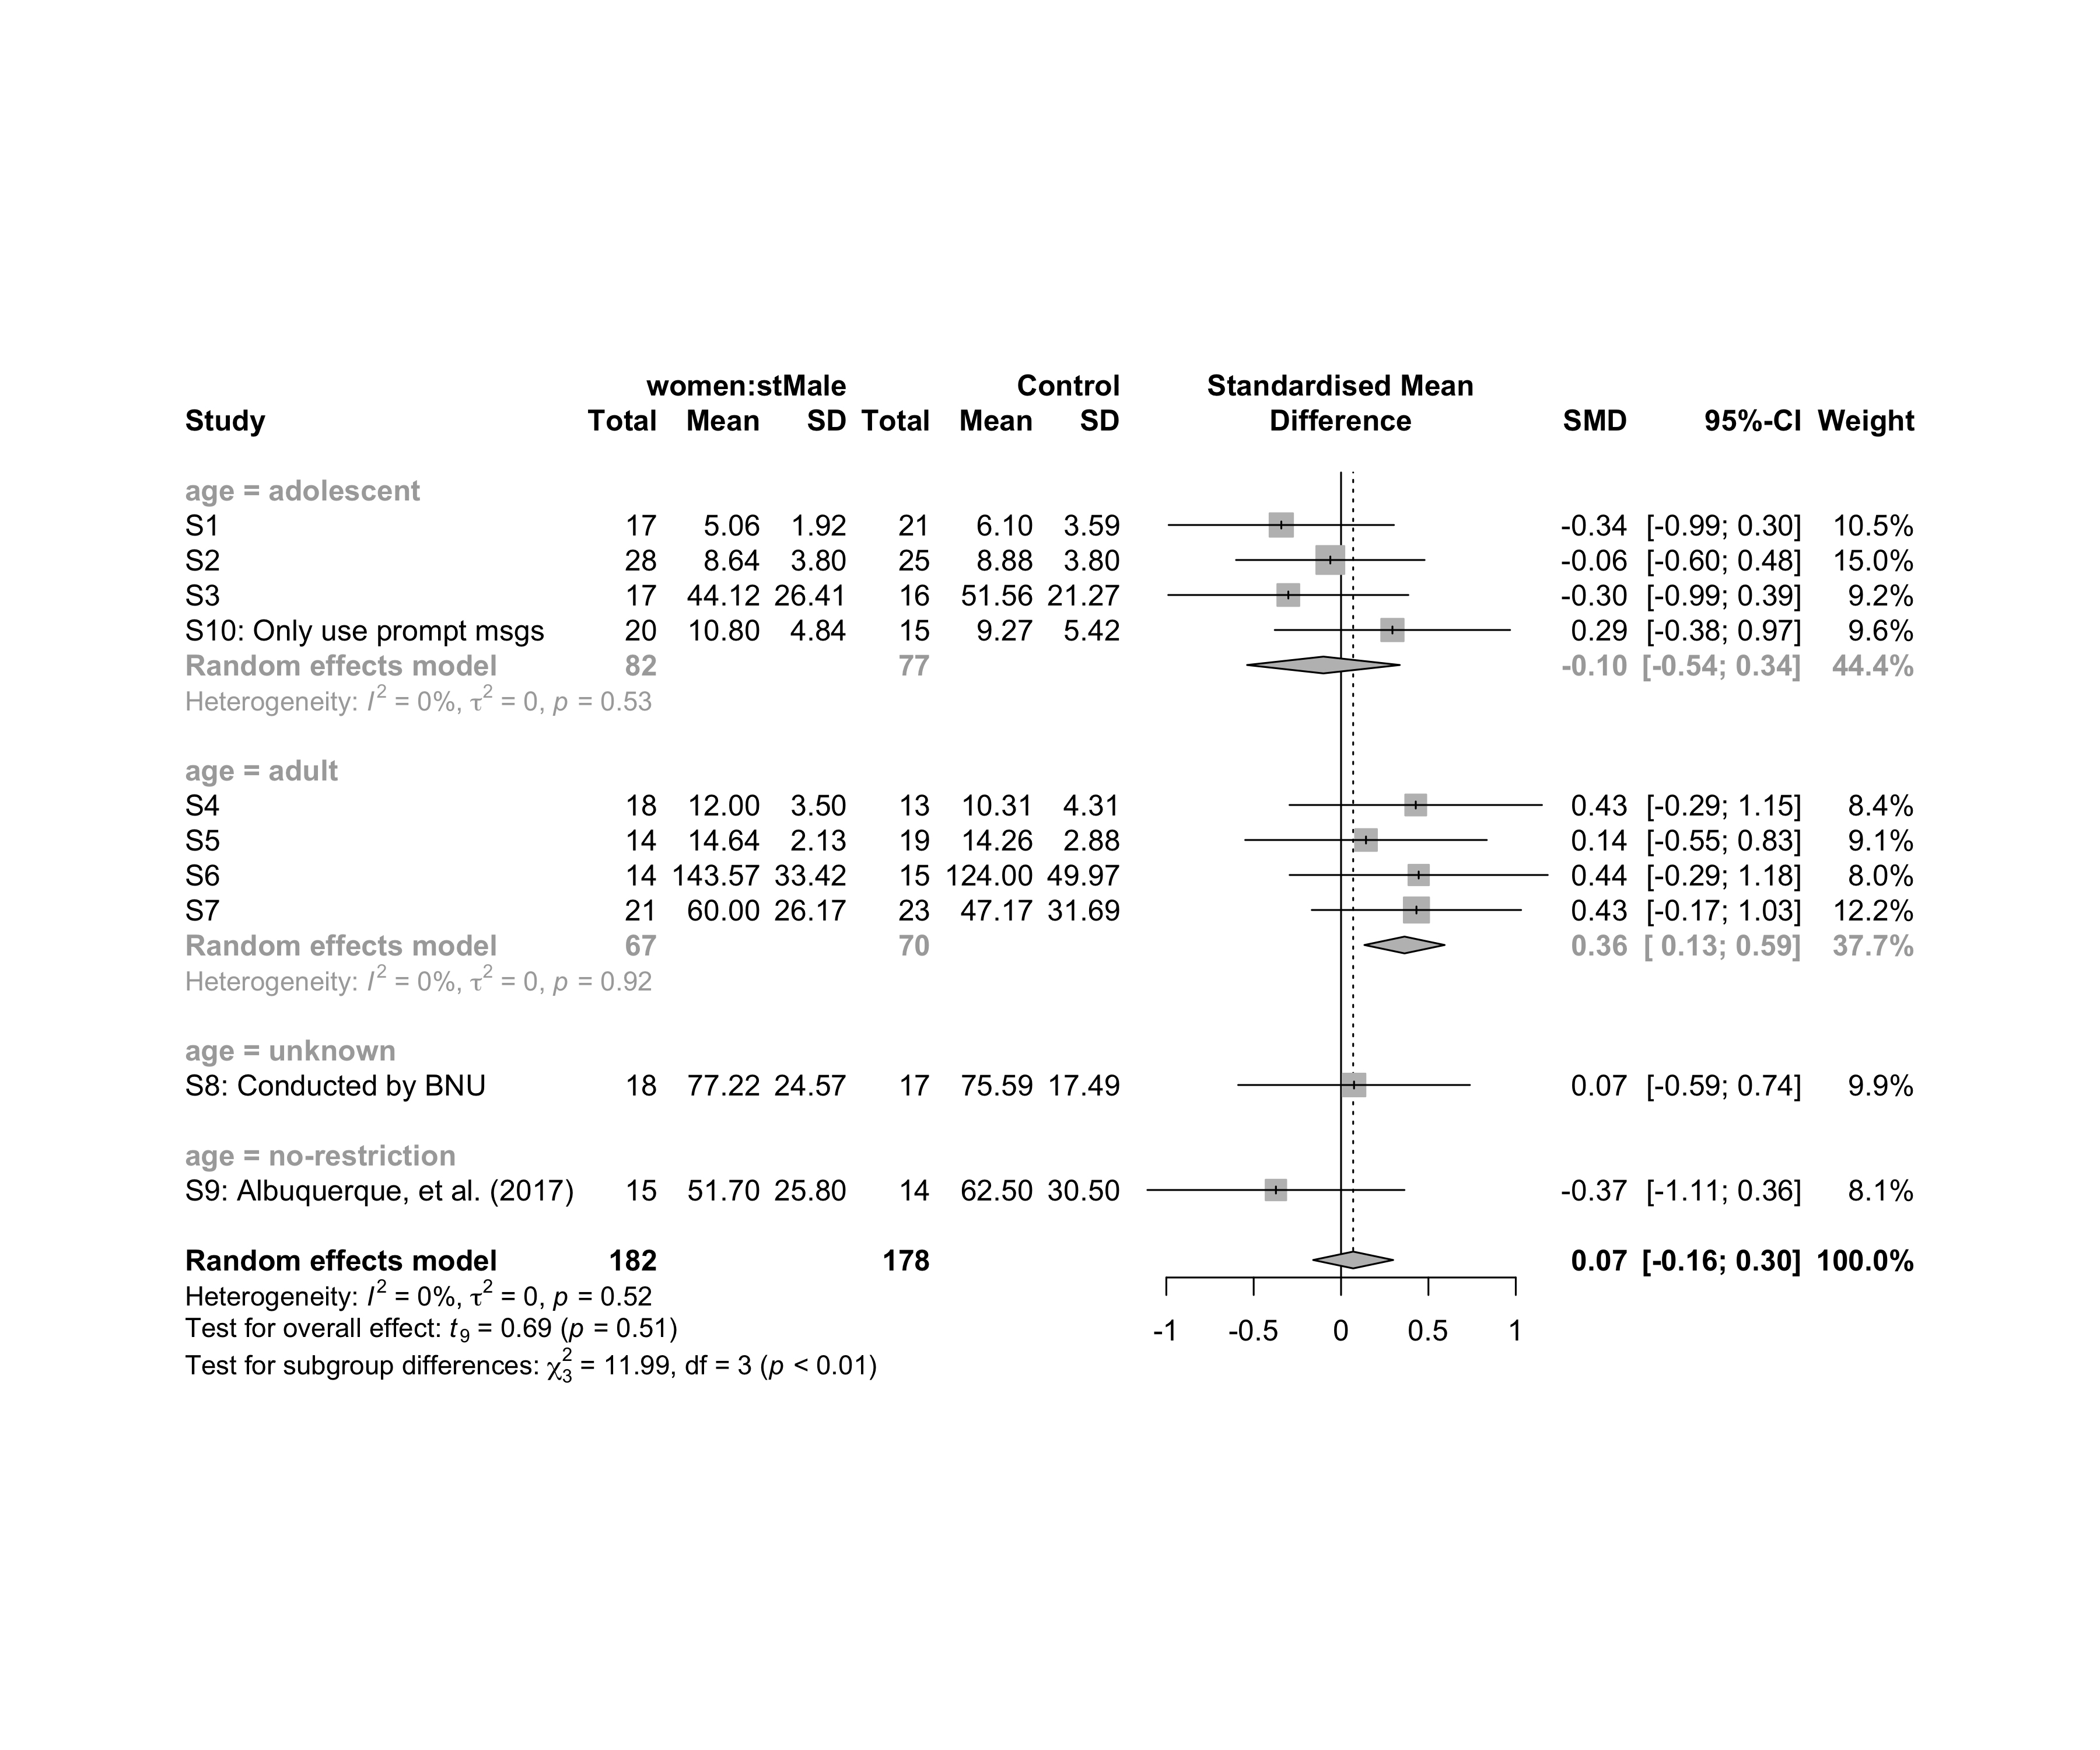 women:stMale Control Standardised Mean
Study Total Mean SD Total Mean SD Difference SMD 95%-CI Weight
age = adolescent
S1 17 5.06 1.92 21 6.10 3.59 -0.34 [-0.99; 0.30] 10.5%
S2 28 8.64 3.80 25 8.88 3.80 -0.06 [-0.60; 0.48] 15.0%
S3 17 44.12 26.41 16 51.56 21.27 -0.30 [-0.99; 0.39] 9.2%
S10: Only use prompt msgs 20 10.80 4.84 15 9.27 5.42 0.29 [-0.38; 0.97] 9.6%
Random effects model 82 77 -0.10 [-0.54; 0.34] 44.4%
Heterogeneity: I² = 0%, τ² = 0, p = 0.53
age = adult
S4 18 12.00 3.50 13 10.31 4.31 0.43 [-0.29; 1.15] 8.4%
S5 14 14.64 2.13 19 14.26 2.88 0.14 [-0.55; 0.83] 9.1%
S6 14 143.57 33.42 15 124.00 49.97 0.44 [-0.29; 1.18] 8.0%
S7 21 60.00 26.17 23 47.17 31.69 0.43 [-0.17; 1.03] 12.2%
Random effects model 67 70 0.36 [ 0.13; 0.59] 37.7%
Heterogeneity: I² = 0%, τ² = 0, p = 0.92
age = unknown
S8: Conducted by BNU 18 77.22 24.57 17 75.59 17.49 0.07 [-0.59; 0.74] 9.9%
age = no-restriction
S9: Albuquerque, et al. (2017) 15 51.70 25.80 14 62.50 30.50 -0.37 [-1.11; 0.36] 8.1%
Random effects model 182 178 0.07 [-0.16; 0.30] 100.0%
Heterogeneity: I² = 0%, τ² = 0, p = 0.52
Test for overall effect: t₉ = 0.69 (p = 0.51) -1 -0.5 0 0.5 1
Test for subgroup differences: χ²₃ = 11.99, df = 3 (p < 0.01)